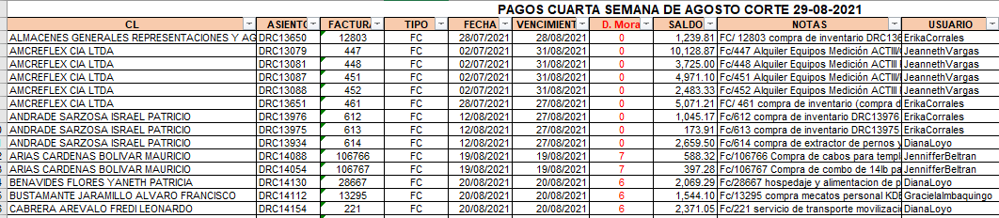 PAGOS CUARTA SEMANA DE AGOSTO CORTE 29-08-2021
CL ASIENTO FACTURA TIPO FECHA VENCIMIENTO D. Mora SALDO NOTAS USUARIO
ALMACENES GENERALES REPRESENTACIONES Y AG DRC13650 12803 FC 28/07/2021 28/08/2021 0 1,239.81 FC/ 12803 compra de inventario DRC136 ErikaCorrales
AMCREFLEX CIA LTDA DRC13079 447 FC 02/07/2021 31/08/2021 0 10,128.87 Fc/447 Alquiler Equipos Medición ACTIII/ JeannethVargas
AMCREFLEX CIA LTDA DRC13081 448 FC 02/07/2021 31/08/2021 0 3,725.00 Fc/448 Alquiler Equipos Medición ACTIII JeannethVargas
AMCREFLEX CIA LTDA DRC13087 451 FC 02/07/2021 31/08/2021 0 4,971.10 Fc/451 Alquiler Equipos Medición ACTIII/ JeannethVargas
AMCREFLEX CIA LTDA DRC13088 452 FC 02/07/2021 31/08/2021 0 2,483.33 Fc/452 Alquiler Equipos Medición ACTIII JeannethVargas
AMCREFLEX CIA LTDA DRC13651 461 FC 28/07/2021 27/08/2021 0 5,071.21 FC/ 461 compra de inventario (compra d ErikaCorrales
ANDRADE SARZOSA ISRAEL PATRICIO DRC13976 612 FC 12/08/2021 27/08/2021 0 1,045.17 Fc/612 compra de inventario DRC13976 ErikaCorrales
ANDRADE SARZOSA ISRAEL PATRICIO DRC13975 613 FC 12/08/2021 27/08/2021 0 173.91 Fc/613 compra de inventario DRC13975 ErikaCorrales
ANDRADE SARZOSA ISRAEL PATRICIO DRC13934 614 FC 12/08/2021 27/08/2021 0 2,659.50 Fc/614 compra de extractor de pernos y DianaLoyo
ARIAS CARDENAS BOLIVAR MAURICIO DRC14088 106766 FC 19/08/2021 19/08/2021 7 588.32 Fc/106766 Compra de cabos para templ JennifferBeltran
ARIAS CARDENAS BOLIVAR MAURICIO DRC14054 106767 FC 19/08/2021 19/08/2021 7 397.28 Fc/106767 Compra de combo de 14lb pa JennifferBeltran
BENAVIDES FLORES YANETH PATRICIA DRC14130 28667 FC 20/08/2021 20/08/2021 6 2,069.29 Fc/28667 hospedaje y alimentacion de p DianaLoyo
BUSTAMANTE JARAMILLO ALVARO FRANCISCO DRC14112 13295 FC 20/08/2021 20/08/2021 6 1,544.10 Fc/13295 compra mecatos personal KDE GracielaImbaquingo
CABRERA AREVALO FREDI LEONARDO DRC14154 221 FC 20/08/2021 20/08/2021 6 2,371.05 Fc/221 servicio de transporte movilizaci DianaLoyo